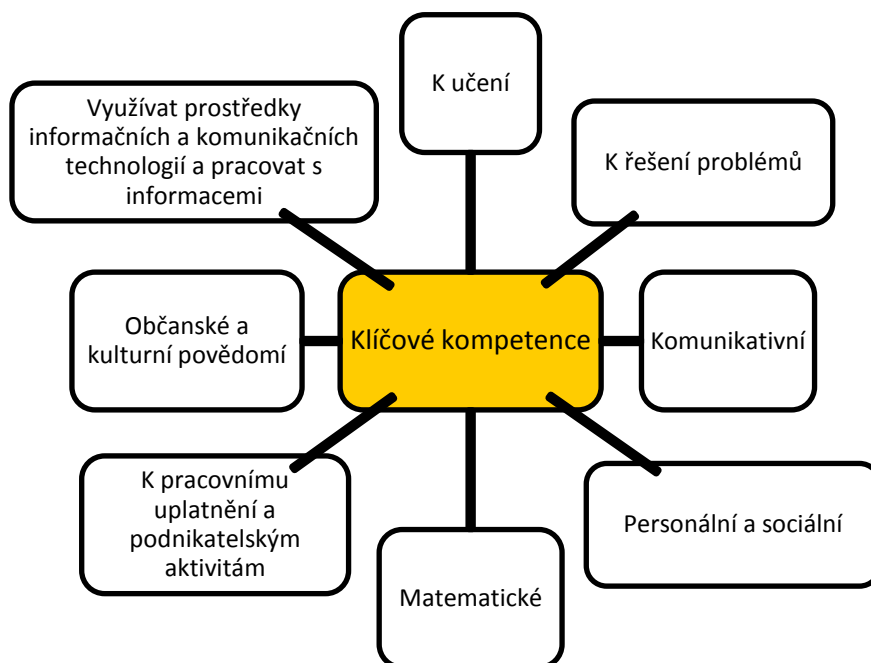 K učení
Využívat prostředky
informačních a komunikačních
technologií a pracovat s
informacemi
K řešení problémů
Občanské a
kulturní povědomí
Klíčové kompetence
Komunikativní
K pracovnímu
uplatnění a
podnikatelským
aktivitám
Personální a sociální
Matematické